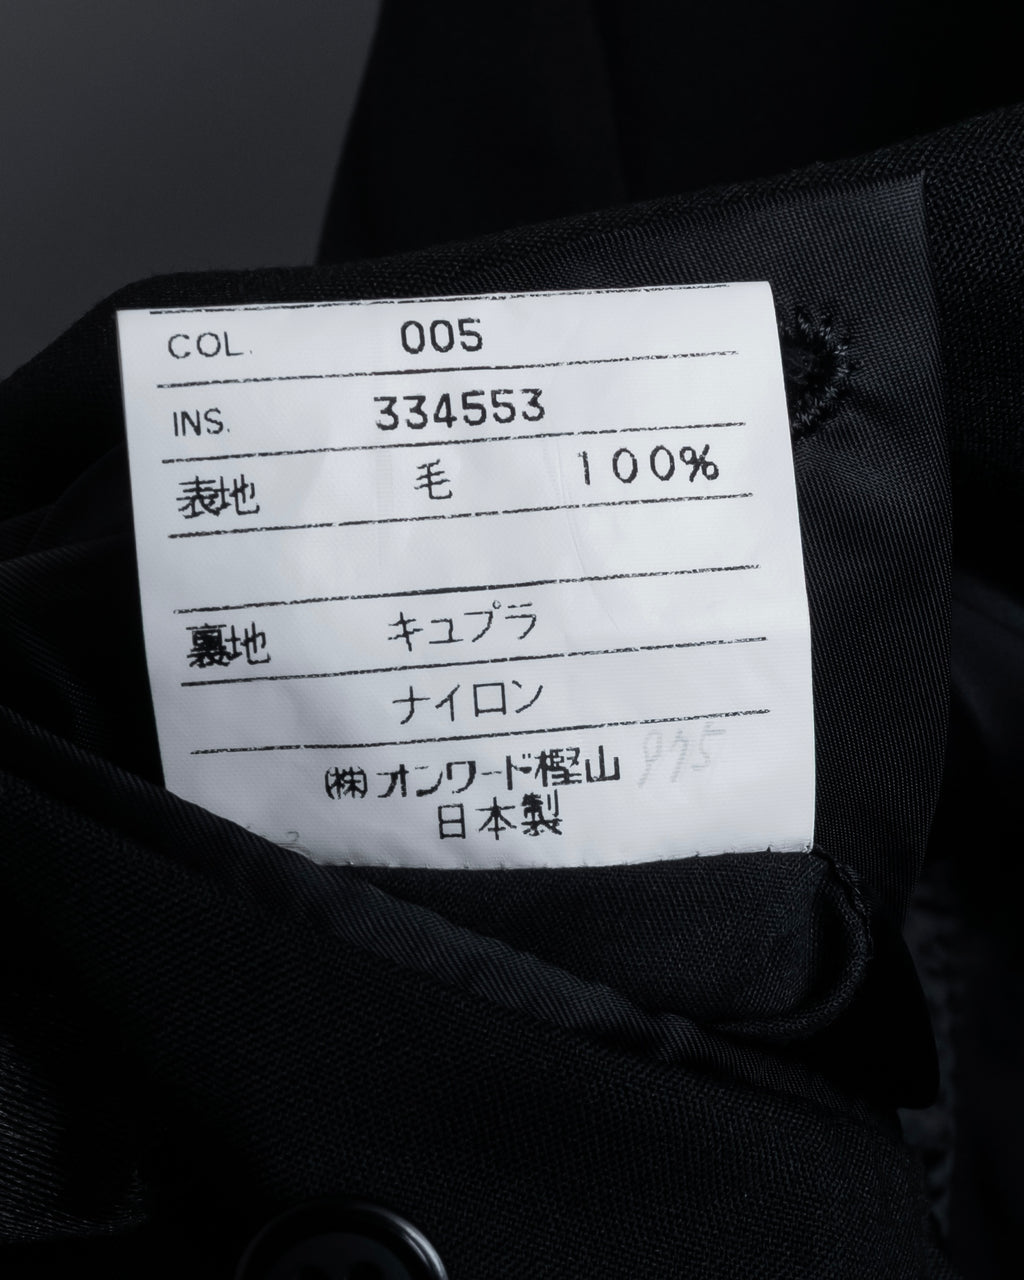 COL. 005
INS. 334553
表地 毛 100%
裏地 キュプラ
ナイロン
(株)オンワード樫山 975
日本製